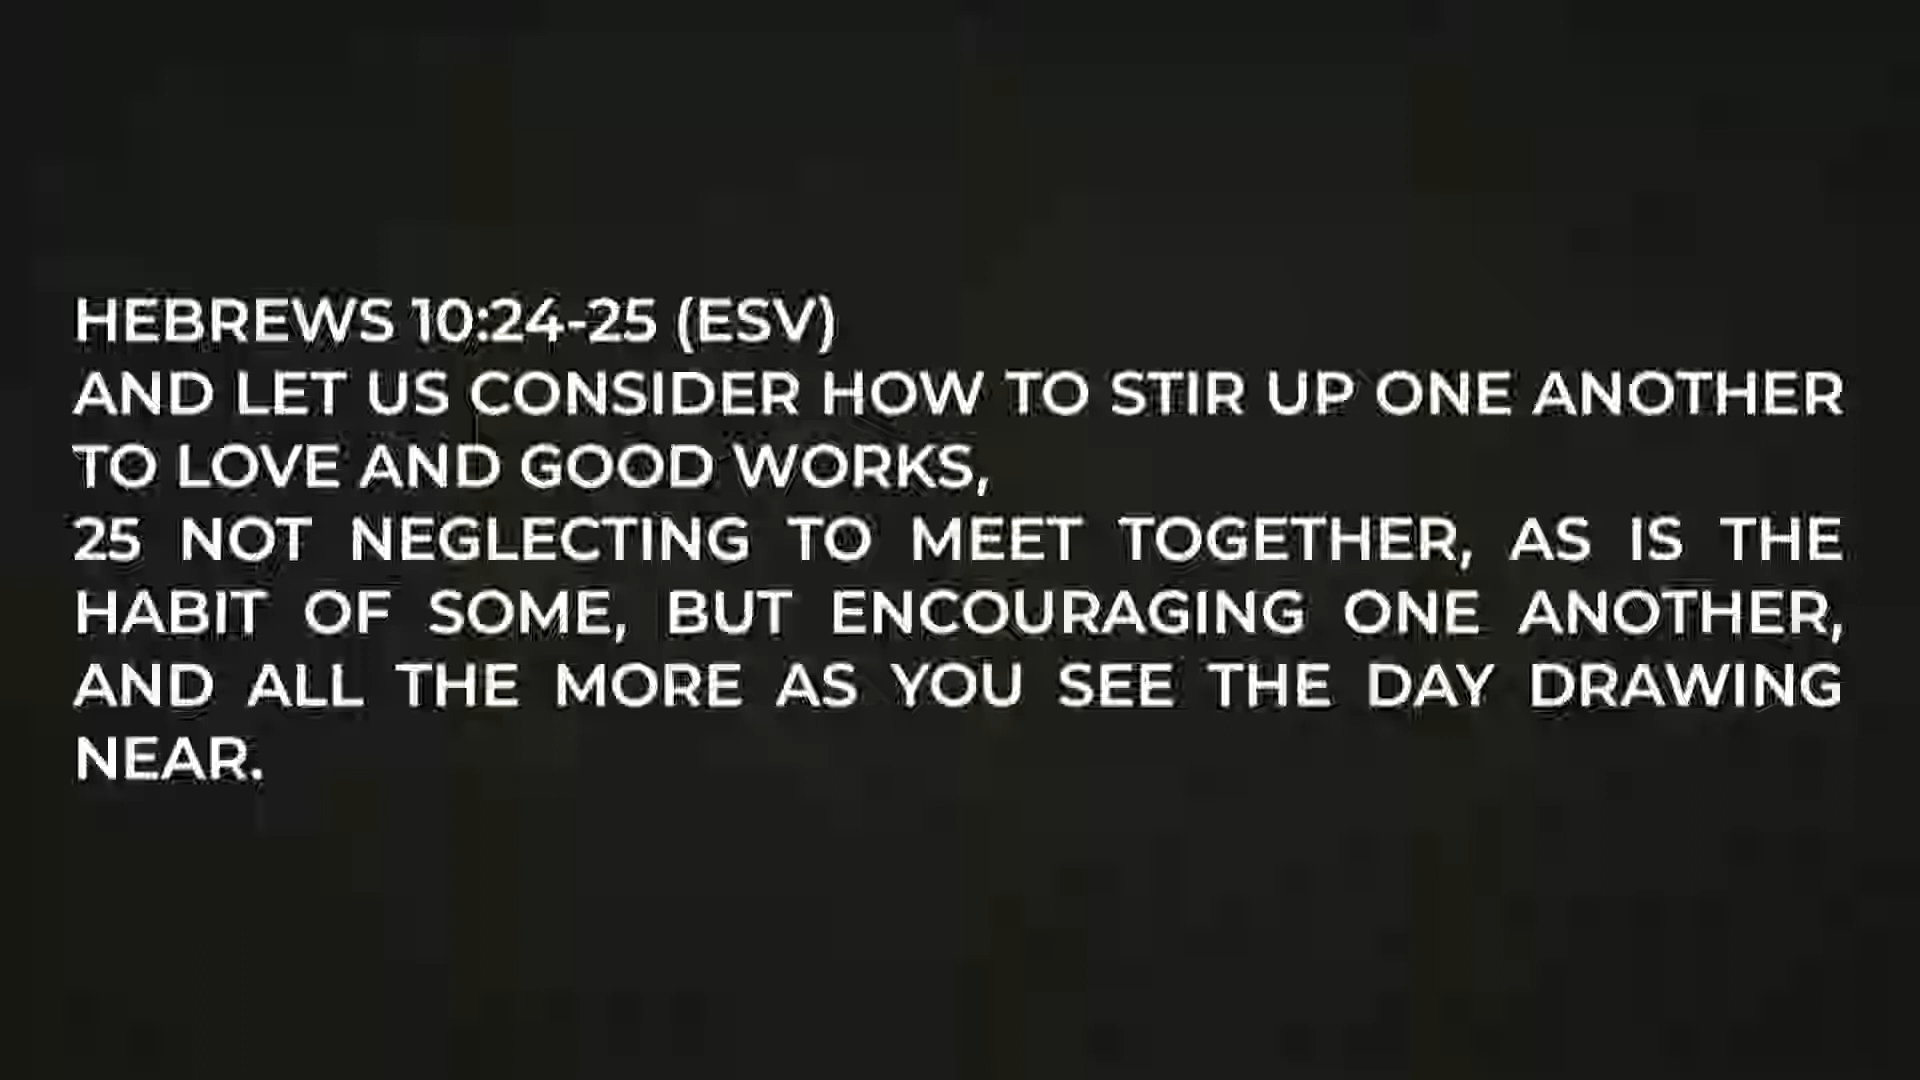 HEBREWS 10:24-25 (ESV)
AND LET US CONSIDER HOW TO STIR UP ONE ANOTHER
TO LOVE AND GOOD WORKS,
25 NOT NEGLECTING TO MEET TOGETHER, AS IS THE
HABIT OF SOME, BUT ENCOURAGING ONE ANOTHER,
AND ALL THE MORE AS YOU SEE THE DAY DRAWING
NEAR.